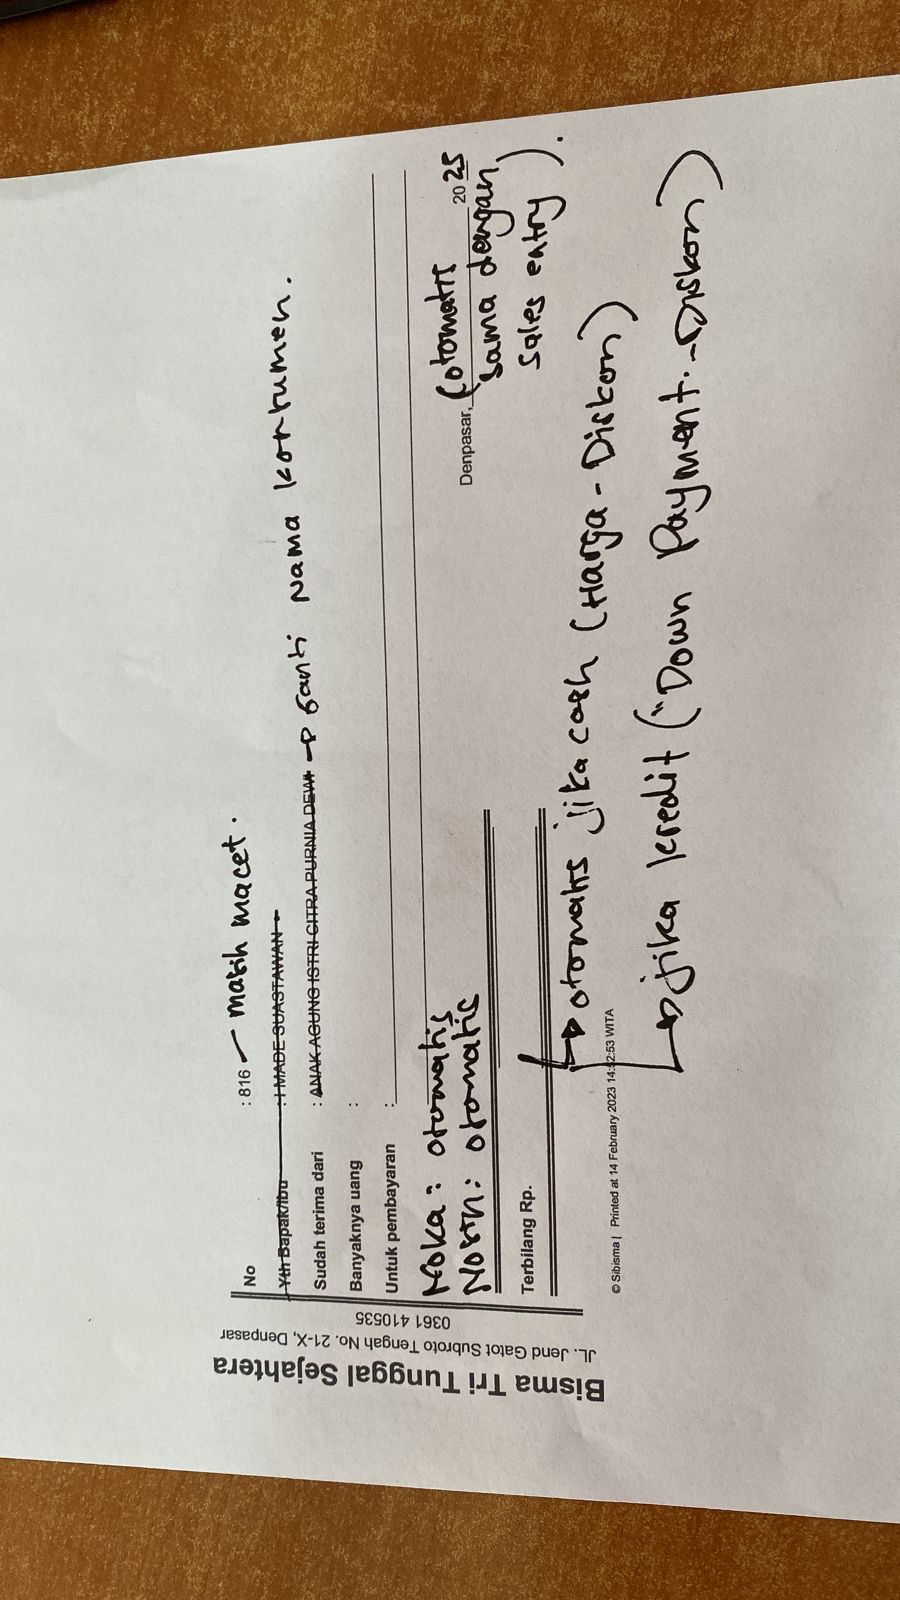 Bisma Tri Tunggal Sejahtera
JL. Jend Gatot Subroto Tengah No. 21-X, Denpasar
0361 410535
No : 816 masih macet.
Yth Bapak/Ibu : I MADE SUASTAWAN
Sudah terima dari : ANAK AGUNG ISTRI CITRA PURNIA DEWI → Ganti Nama Konsumen.
Banyaknya uang :
Untuk pembayaran :
Noka : otomatis
Nosin : otomatis
Denpasar, (otomatis 2025
sama dengan
sales entry).
Terbilang Rp.
→ otomatis jika cash (Harga - Diskon)
© Sibisma | Printed at 14 February 2023 14:52:53 WITA
→ jika kredit ("Down Payment. - Diskon)